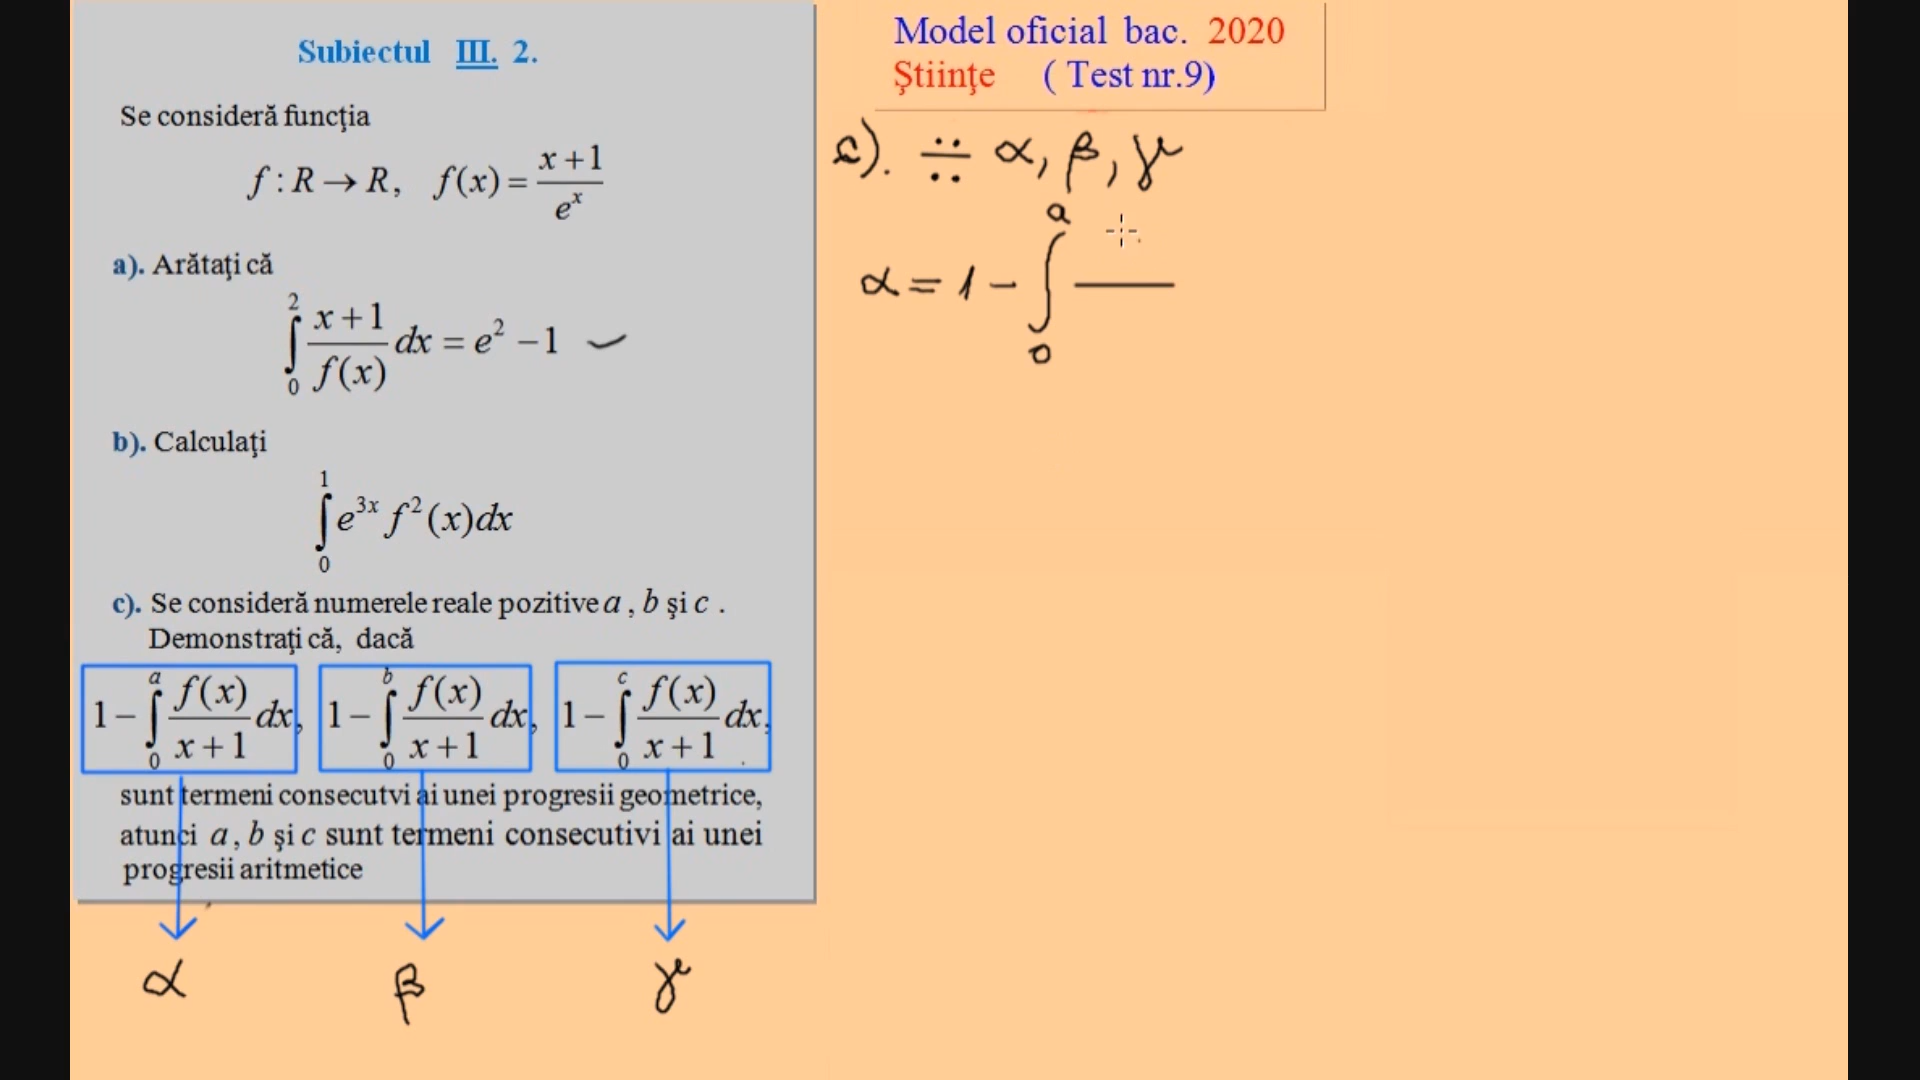 Subiectul III. 2.
Se consideră funcţia
f : R → R, f(x) = (x+1)/e^x
a). Arătaţi că
∫_0^2 (x+1)/f(x) dx = e^2 − 1
b). Calculaţi
∫_0^1 e^{3x} f^2(x)dx
c). Se consideră numerele reale pozitive a , b şi c .
Demonstraţi că, dacă
1 − ∫_0^a f(x)/(x+1) dx, 1 − ∫_0^b f(x)/(x+1) dx, 1 − ∫_0^c f(x)/(x+1) dx,
sunt termeni consecutvi ai unei progresii geometrice,
atunci a , b şi c sunt termeni consecutivi ai unei
progresii aritmetice
α β γ
Model oficial bac. 2020
Ştiinţe ( Test nr.9)
c). ÷ α, β, γ
α = 1 − ∫_0^a